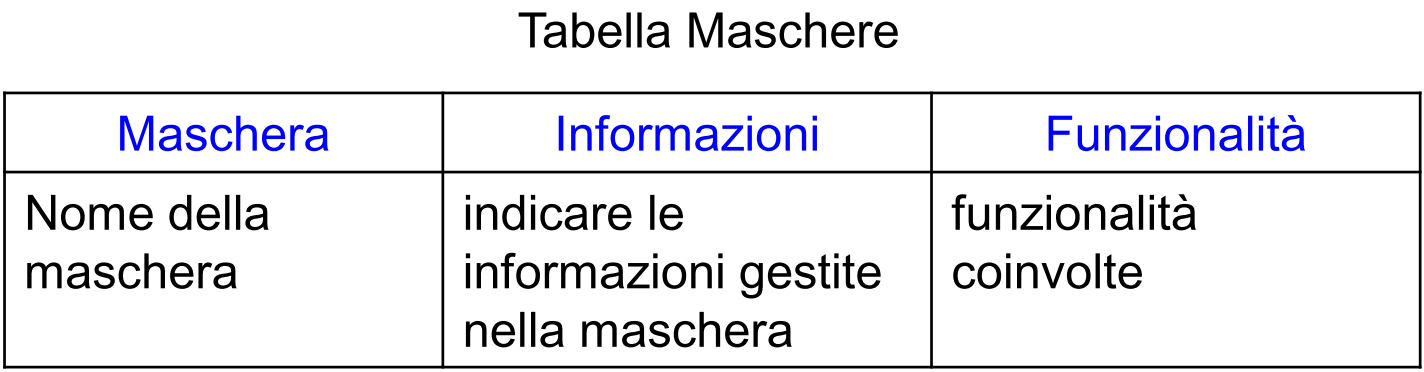 Tabella Maschere
Maschera
Informazioni
Funzionalità
Nome della
maschera
indicare le
informazioni gestite
nella maschera
funzionalità
coinvolte